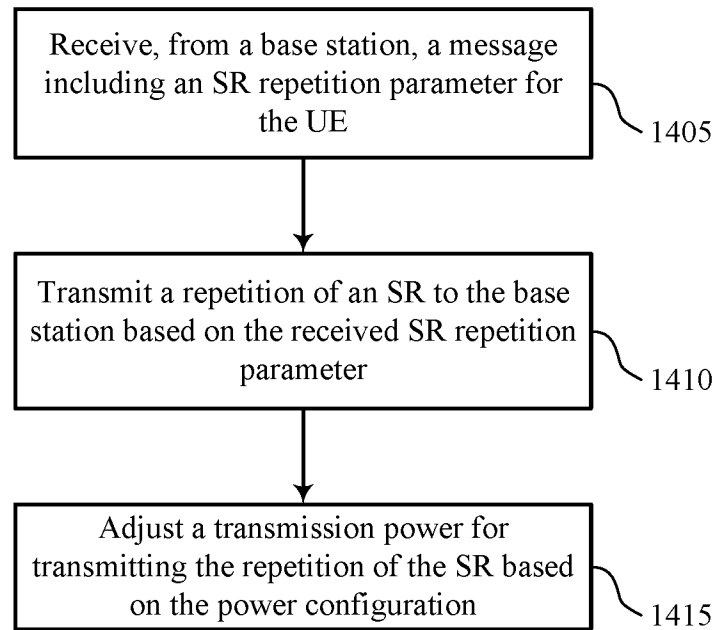 Receive, from a base station, a message
including an SR repetition parameter for
the UE
1405
Transmit a repetition of an SR to the base
station based on the received SR repetition
parameter
1410
Adjust a transmission power for
transmitting the repetition of the SR based
on the power configuration
1415